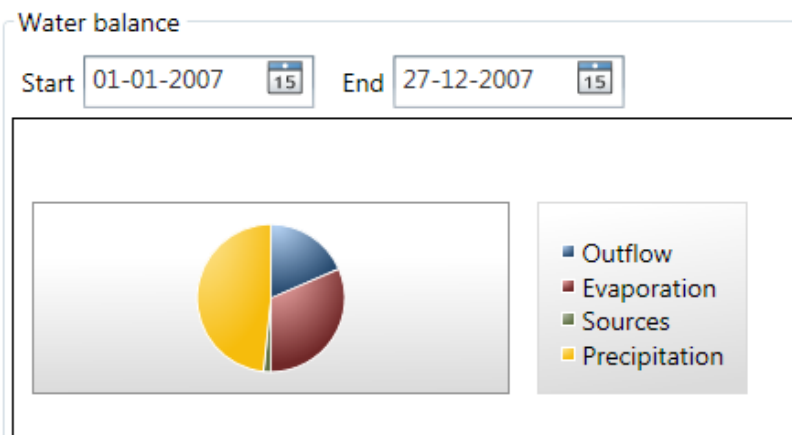 Water balance
Start 01-01-2007 15 End 27-12-2007 15
Outflow
Evaporation
Sources
Precipitation